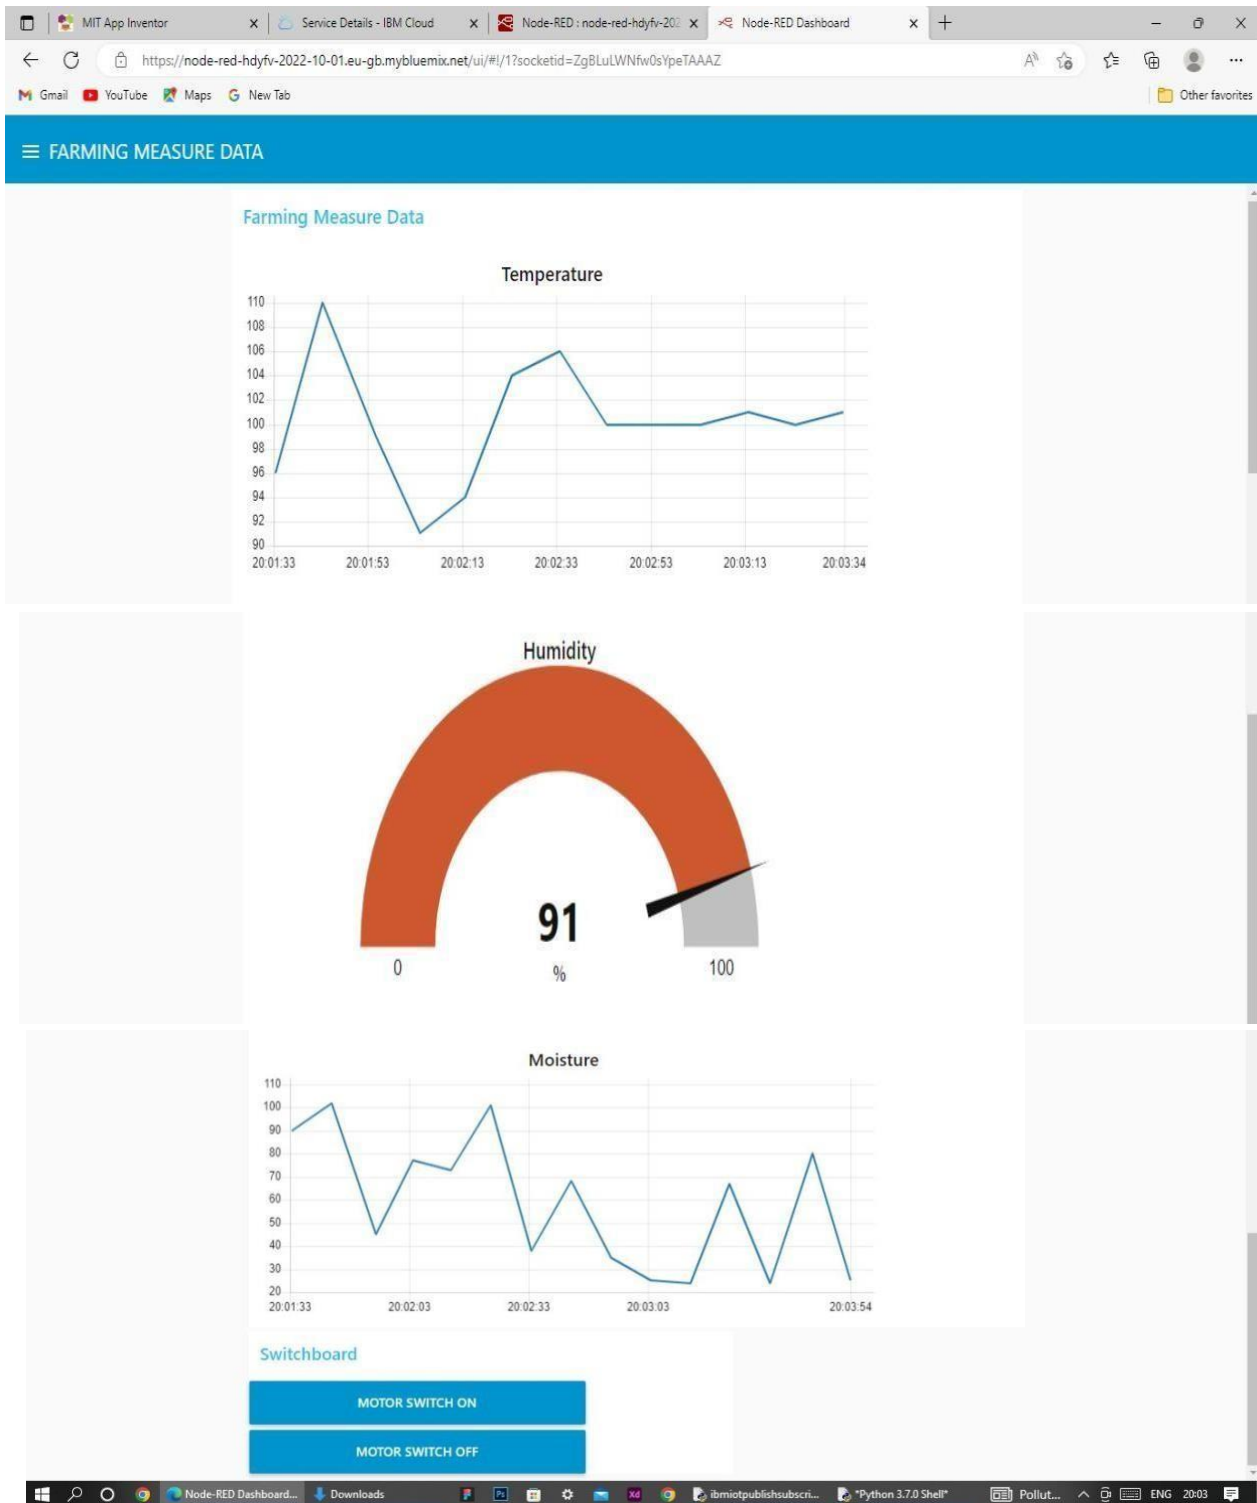 MIT App Inventor Service Details - IBM Cloud Node-RED : node-red-hdyfv-202 Node-RED Dashboard
https://node-red-hdyfv-2022-10-01.eu-gb.mybluemix.net/ui/#!/1?socketid=ZgBLuLWNfw0sYpeTAAAZ
Gmail YouTube Maps New Tab Other favorites
FARMING MEASURE DATA
Farming Measure Data
Temperature
110
108
106
104
102
100
98
96
94
92
90
20:01:33 20:01:53 20:02:13 20:02:33 20:02:53 20:03:13 20:03:34
Humidity
91
0 % 100
Moisture
110
100
90
80
70
60
50
40
30
20
20:01:33 20:02:03 20:02:33 20:03:03 20:03:54
Switchboard
MOTOR SWITCH ON
MOTOR SWITCH OFF
Node-RED Dashboard... Downloads Ps Xd ibmiotpublishsubscri... *Python 3.7.0 Shell* Pollut... ENG 20:03